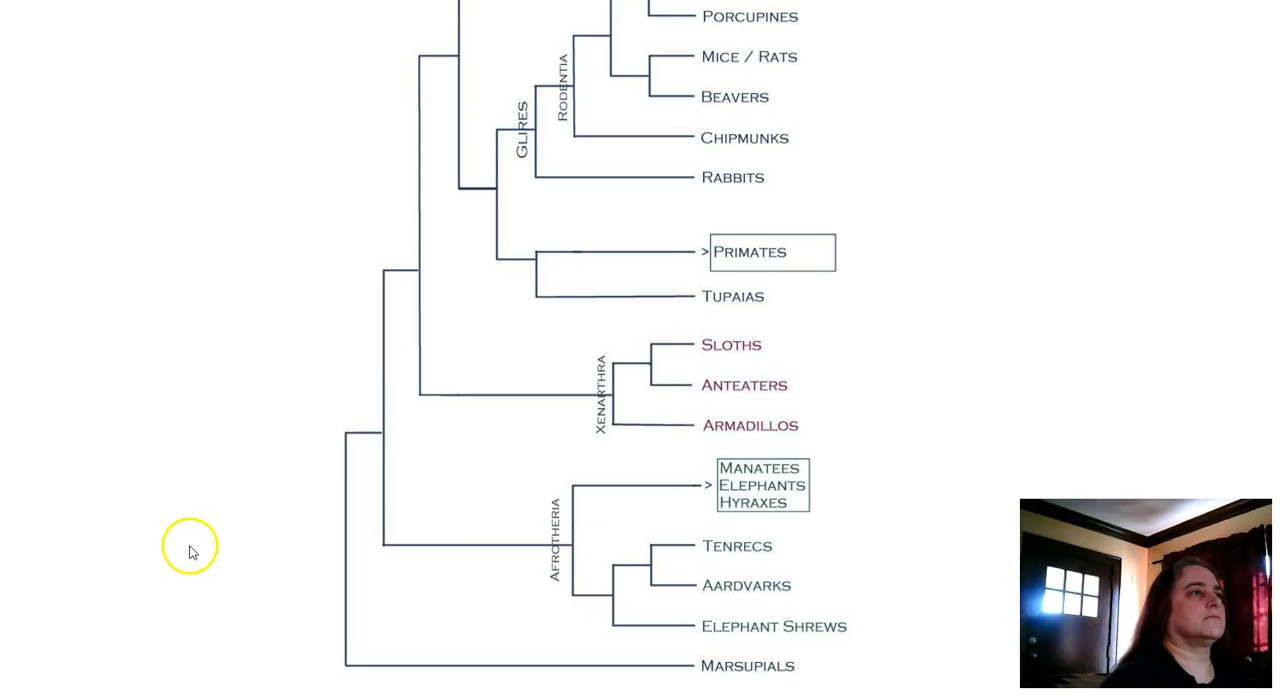 PORCUPINES
MICE / RATS
BEAVERS
CHIPMUNKS
RABBITS
RODENTIA
GLIRES
> PRIMATES
TUPAIAS
SLOTHS
ANTEATERS
ARMADILLOS
XENARTHRA
> MANATEES
ELEPHANTS
HYRAXES
TENRECS
AARDVARKS
ELEPHANT SHREWS
AFROTHERIA
MARSUPIALS